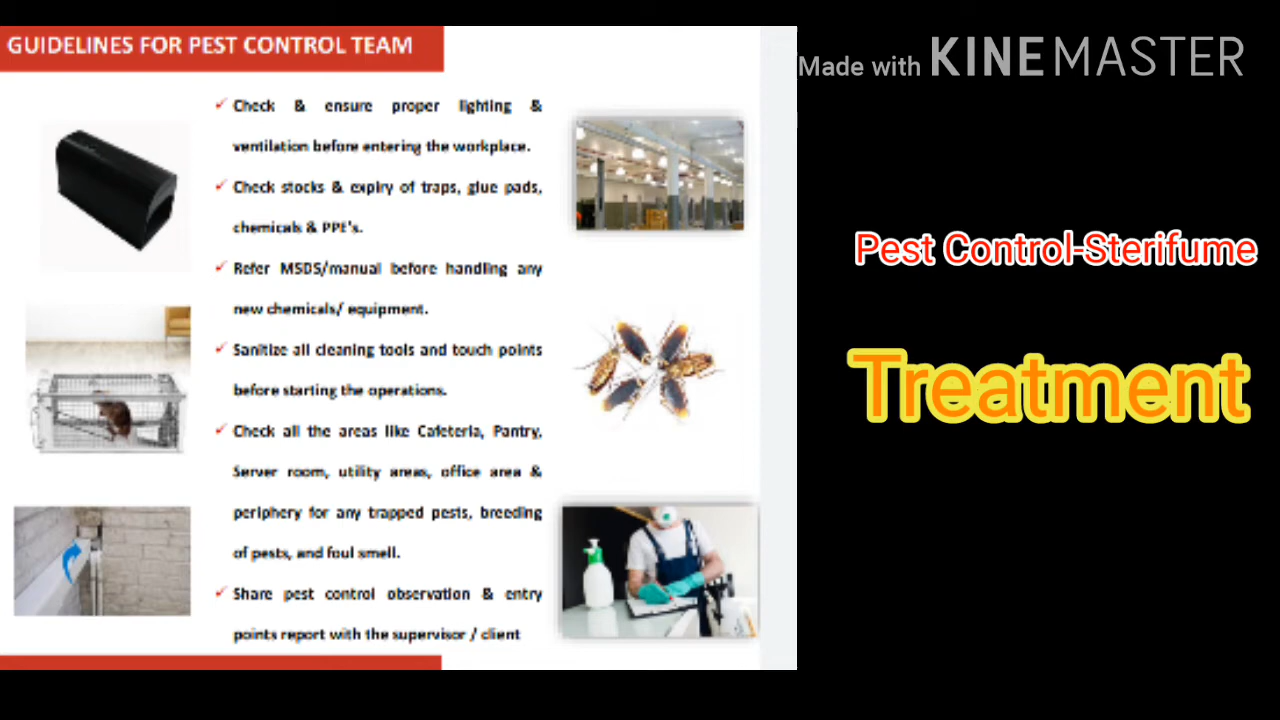 GUIDELINES FOR PEST CONTROL TEAM
✓ Check & ensure proper lighting &
ventilation before entering the workplace.
✓ Check stocks & expiry of traps, glue pads,
chemicals & PPE's.
✓ Refer MSDS/manual before handling any
new chemicals/ equipment.
✓ Sanitize all cleaning tools and touch points
before starting the operations.
✓ Check all the areas like Cafeteria, Pantry,
Server room, utility areas, office area &
periphery for any trapped pests, breeding
of pests, and foul smell.
✓ Share pest control observation & entry
points report with the supervisor / client
Made with KINEMASTER
Pest Control-Sterifume
Treatment